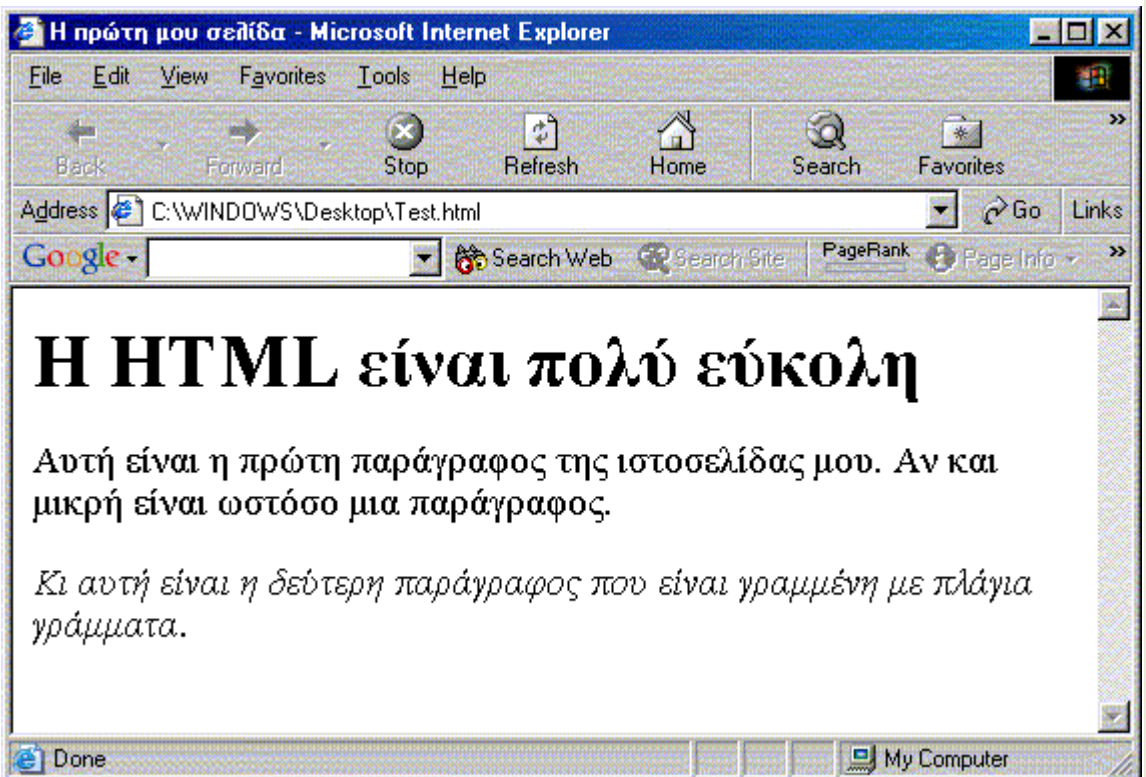 Η πρώτη μου σελίδα - Microsoft Internet Explorer
File Edit View Favorites Tools Help
Back Forward Stop Refresh Home Search Favorites »
Address C:\WINDOWS\Desktop\Test.html Go Links
Google Search Web Search Site PageRank Page Info »
Η HTML είναι πολύ εύκολη
Αυτή είναι η πρώτη παράγραφος της ιστοσελίδας μου. Αν και
μικρή είναι ωστόσο μια παράγραφος.
Κι αυτή είναι η δεύτερη παράγραφος που είναι γραμμένη με πλάγια
γράμματα.
Done My Computer